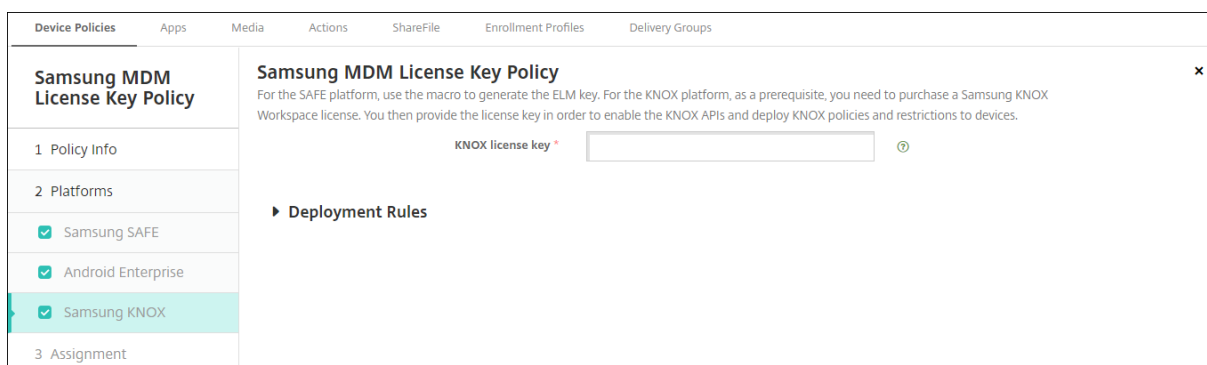 Device Policies Apps Media Actions ShareFile Enrollment Profiles Delivery Groups
Samsung MDM
License Key Policy
1 Policy Info
2 Platforms
Samsung SAFE
Android Enterprise
Samsung KNOX
3 Assignment
Samsung MDM License Key Policy
For the SAFE platform, use the macro to generate the ELM key. For the KNOX platform, as a prerequisite, you need to purchase a Samsung KNOX
Workspace license. You then provide the license key in order to enable the KNOX APIs and deploy KNOX policies and restrictions to devices.
KNOX license key *
Deployment Rules